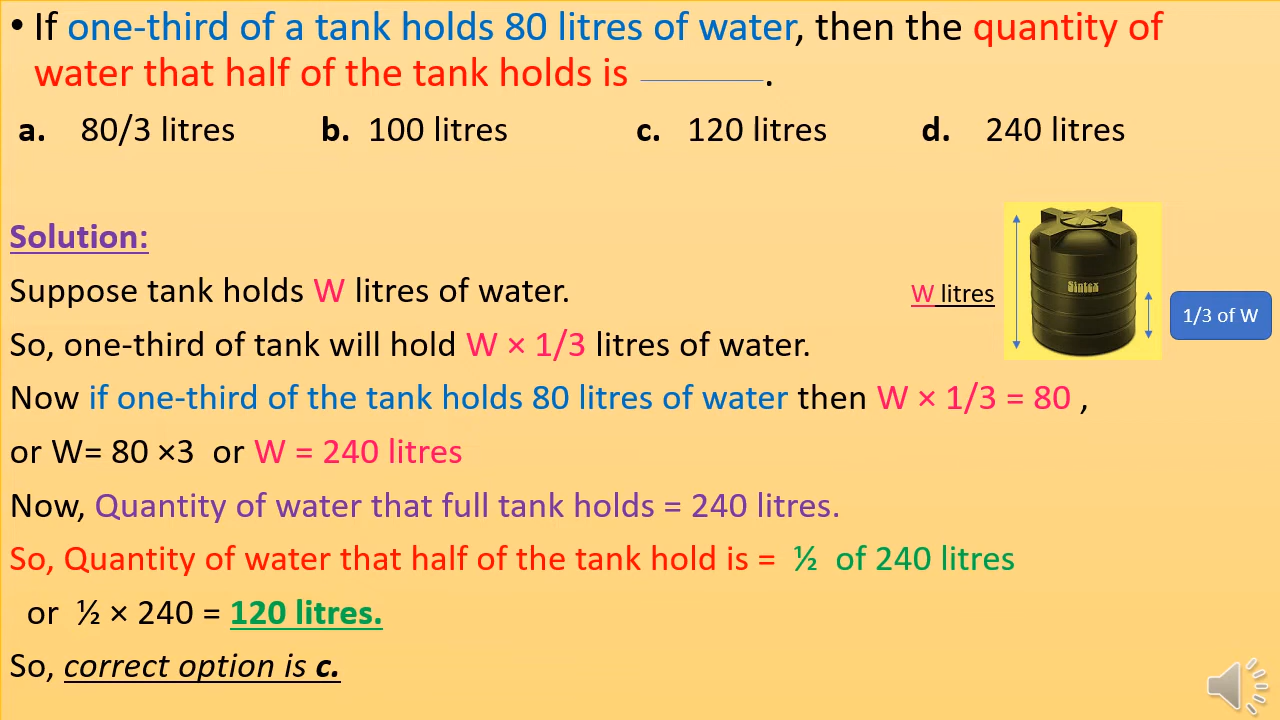 • If one-third of a tank holds 80 litres of water, then the quantity of
water that half of the tank holds is ________.
a. 80/3 litres b. 100 litres c. 120 litres d. 240 litres
Solution:
Suppose tank holds W litres of water.
W litres
Sintex
1/3 of W
So, one-third of tank will hold W × 1/3 litres of water.
Now if one-third of the tank holds 80 litres of water then W × 1/3 = 80 ,
or W= 80 ×3 or W = 240 litres
Now, Quantity of water that full tank holds = 240 litres.
So, Quantity of water that half of the tank hold is = ½ of 240 litres
or ½ × 240 = 120 litres.
So, correct option is c.